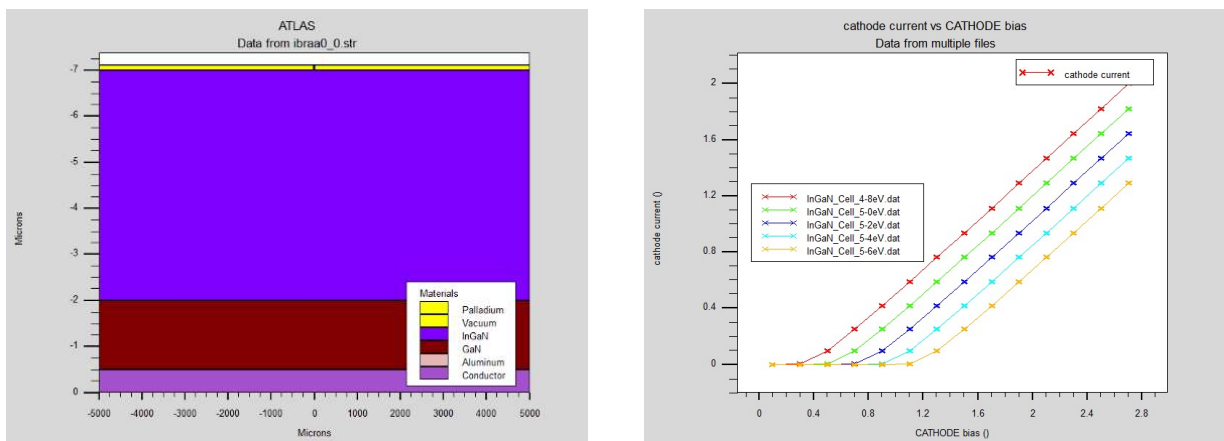 ATLAS
Data from ibraa0_0.str
-7
-6
-5
-4
-3
-2
-1
0
Microns
Materials
Palladium
Vacuum
InGaN
GaN
Aluminum
Conductor
-5000 -4000 -3000 -2000 -1000 0 1000 2000 3000 4000 5000
Microns
cathode current vs CATHODE bias
Data from multiple files
cathode current
2
1.6
1.2
0.8
0.4
0
cathode current ()
InGaN_Cell_4-8eV.dat
InGaN_Cell_5-0eV.dat
InGaN_Cell_5-2eV.dat
InGaN_Cell_5-4eV.dat
InGaN_Cell_5-6eV.dat
0 0.4 0.8 1.2 1.6 2 2.4 2.8
CATHODE bias ()